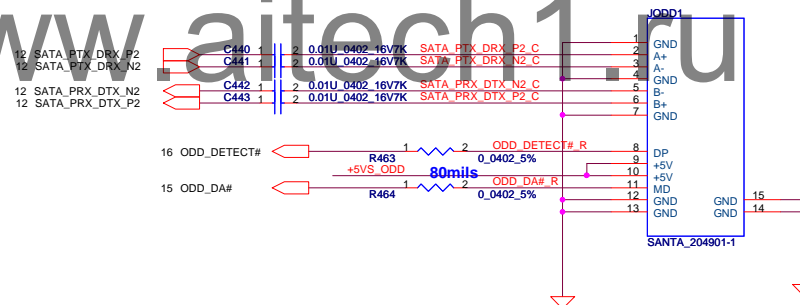 www.aitech1.ru
JODD1
12 SATA_PTX_DRX_P2 C440 1 2 0.01U_0402_16V7K SATA_PTX_DRX_P2_C
12 SATA_PTX_DRX_N2 C441 1 2 0.01U_0402_16V7K SATA_PTX_DRX_N2_C
12 SATA_PRX_DTX_N2 C442 1 2 0.01U_0402_16V7K SATA_PRX_DTX_N2_C
12 SATA_PRX_DTX_P2 C443 1 2 0.01U_0402_16V7K SATA_PRX_DTX_P2_C
1 GND
2 A+
3 A-
4 GND
5 B-
6 B+
7 GND
16 ODD_DETECT# R463 1 2 0_0402_5% ODD_DETECT#_R
+5VS_ODD 80mils
15 ODD_DA# R464 1 2 0_0402_5% ODD_DA#_R
8 DP
9 +5V
10 +5V
11 MD
12 GND GND 15
13 GND GND 14
SANTA_204901-1